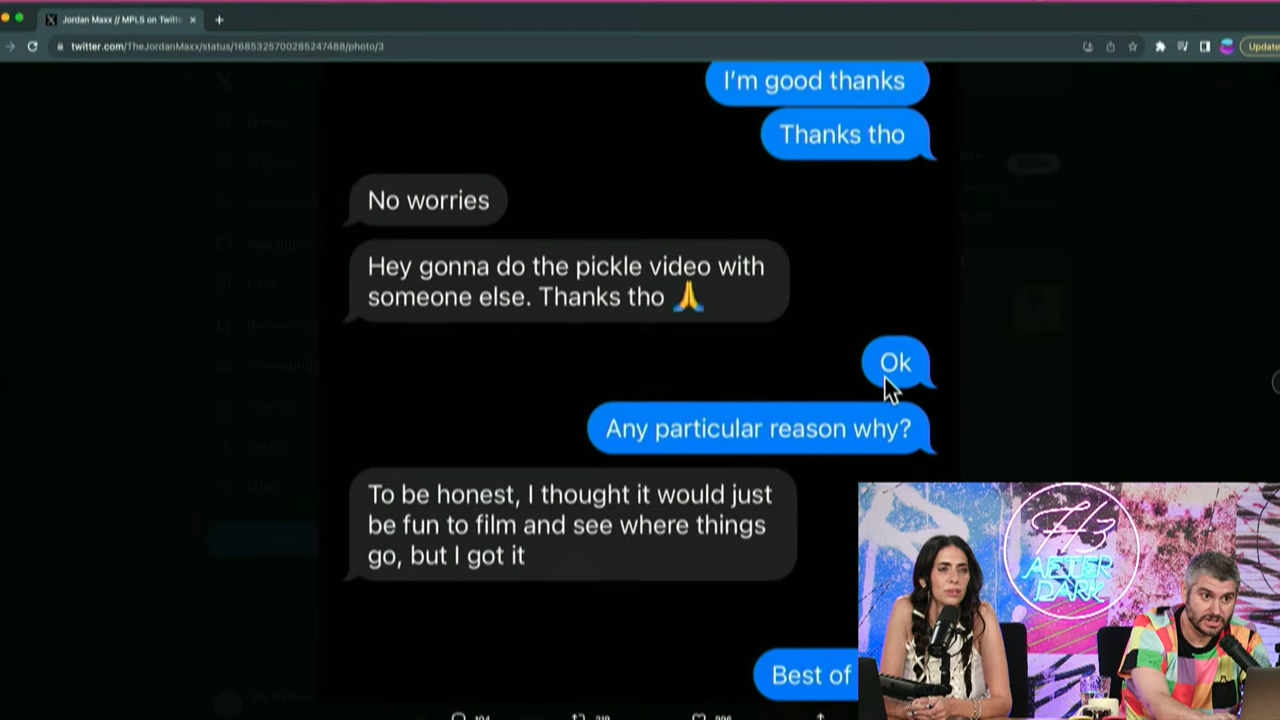 Jordan Maxx // MPLS on Twitt
twitter.com/TheJordanMaxx/status/1685325700285247488/photo/3
Update
I'm good thanks
Thanks tho
No worries
Hey gonna do the pickle video with
someone else. Thanks tho 🙏
Ok
Any particular reason why?
To be honest, I thought it would just
be fun to film and see where things
go, but I got it
Best of
H3
AFTER
DARK